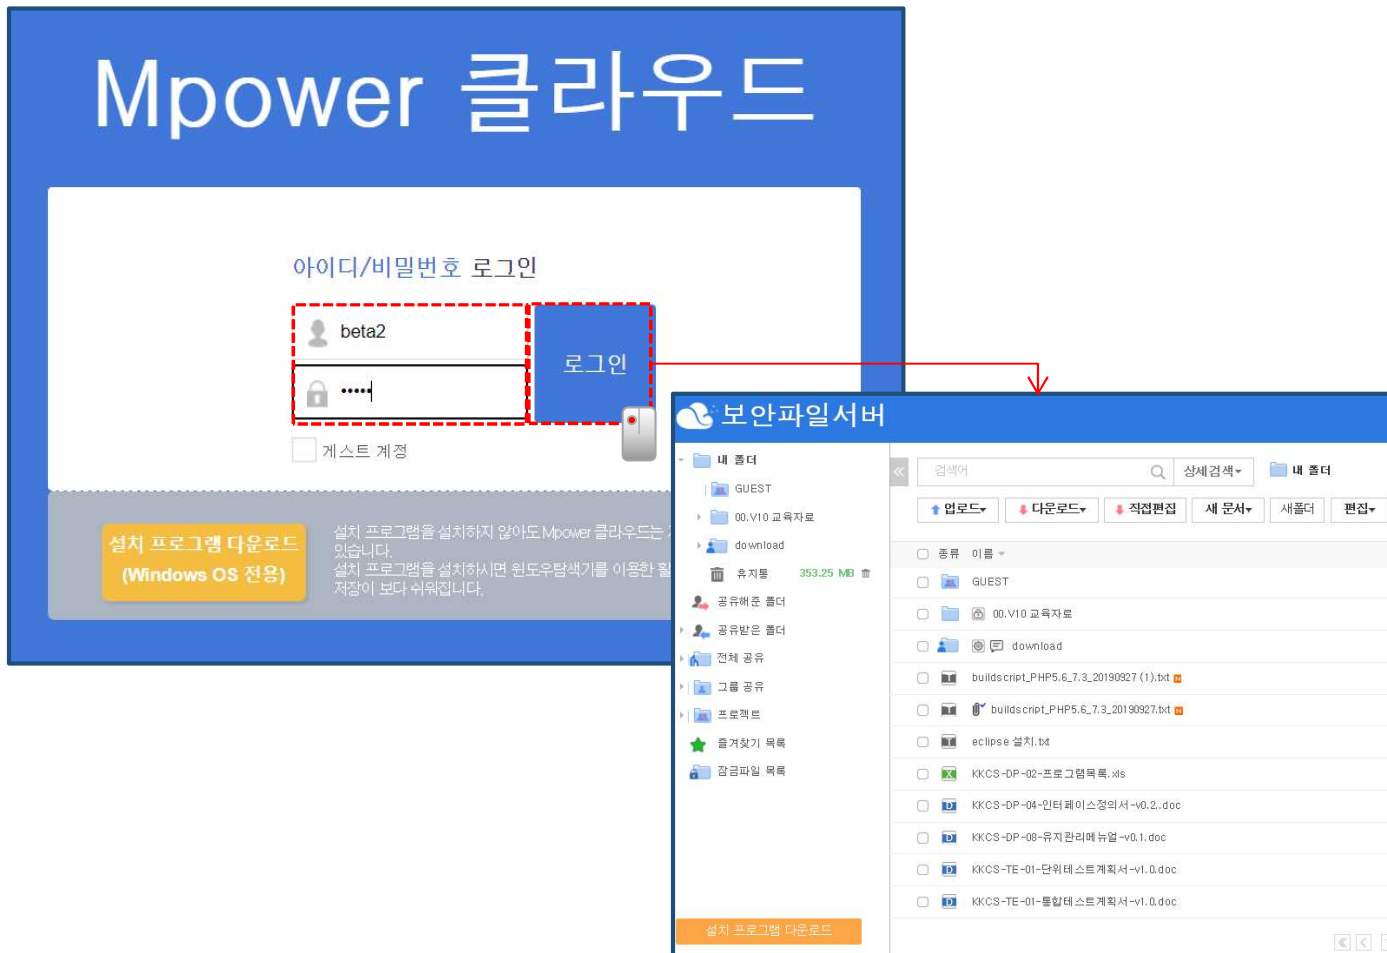 Mpower 클라우드
아이디/비밀번호 로그인
beta2
•••••
로그인
게스트 계정
설치 프로그램 다운로드
(Windows OS 전용)
설치 프로그램을 설치하지 않아도 Mpower 클라우드는
있습니다.
설치 프로그램을 설치하시면 윈도우탐색기를 이용한
저장이 보다 쉬워집니다.
보안파일서버
내 폴더
GUEST
00.V10 교육자료
download
휴지통 353.25 MB
공유해준 폴더
공유받은 폴더
전체 공유
그룹 공유
프로젝트
즐겨찾기 목록
잠금파일 목록
설치 프로그램 다운로드
검색어 상세검색 내 폴더
업로드 다운로드 직접편집 새 문서 새폴더 편집
종류 이름
GUEST
00.V10 교육자료
download
buildscript_PHP5.6_7.3_20190927 (1).txt N
buildscript_PHP5.6_7.3_20190927.txt N
eclipse 설치.txt
KKCS-DP-02-프로그램목록.xls
KKCS-DP-04-인터페이스정의서-v0.2..doc
KKCS-DP-08-유지관리메뉴얼-v0.1.doc
KKCS-TE-01-단위테스트계획서-v1.0.doc
KKCS-TE-01-통합테스트계획서-v1.0.doc